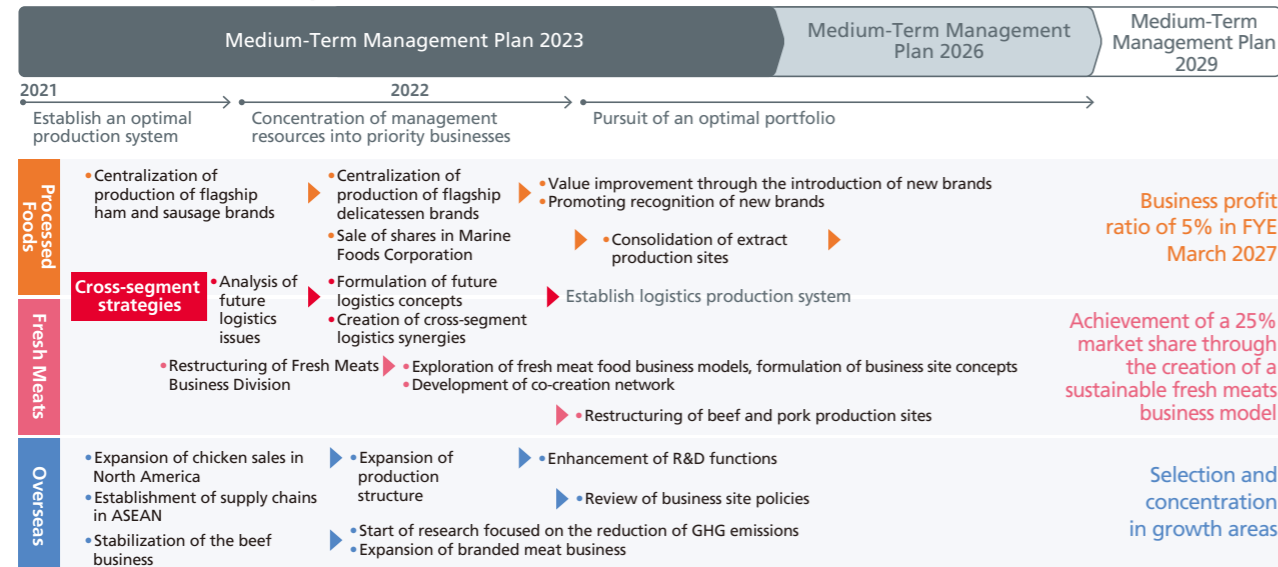 Medium-Term Management Plan 2023
Medium-Term Management
Plan 2026
Medium-Term
Management Plan
2029
2021
2022
Establish an optimal
production system
Concentration of management
resources into priority businesses
Pursuit of an optimal portfolio
Processed
Foods
•Centralization of
production of flagship
ham and sausage brands
•Centralization of
production of flagship
delicatessen brands
•Sale of shares in Marine
Foods Corporation
•Value improvement through the introduction of new brands
•Promoting recognition of new brands
•Consolidation of extract
production sites
Business profit
ratio of 5% in FYE
March 2027
Cross-segment
strategies
•Analysis of
future
logistics
issues
•Formulation of future
logistics concepts
•Creation of cross-segment
logistics synergies
Establish logistics production system
Fresh Meats
•Restructuring of Fresh Meats
Business Division
•Exploration of fresh meat food business models, formulation of business site concepts
•Development of co-creation network
•Restructuring of beef and pork production sites
Achievement of a 25%
market share through
the creation of a
sustainable fresh meats
business model
Overseas
•Expansion of chicken sales in
North America
•Establishment of supply chains
in ASEAN
•Stabilization of the beef
business
•Expansion of
production
structure
•Enhancement of R&D functions
•Review of business site policies
•Start of research focused on the reduction of GHG emissions
•Expansion of branded meat business
Selection and
concentration
in growth areas